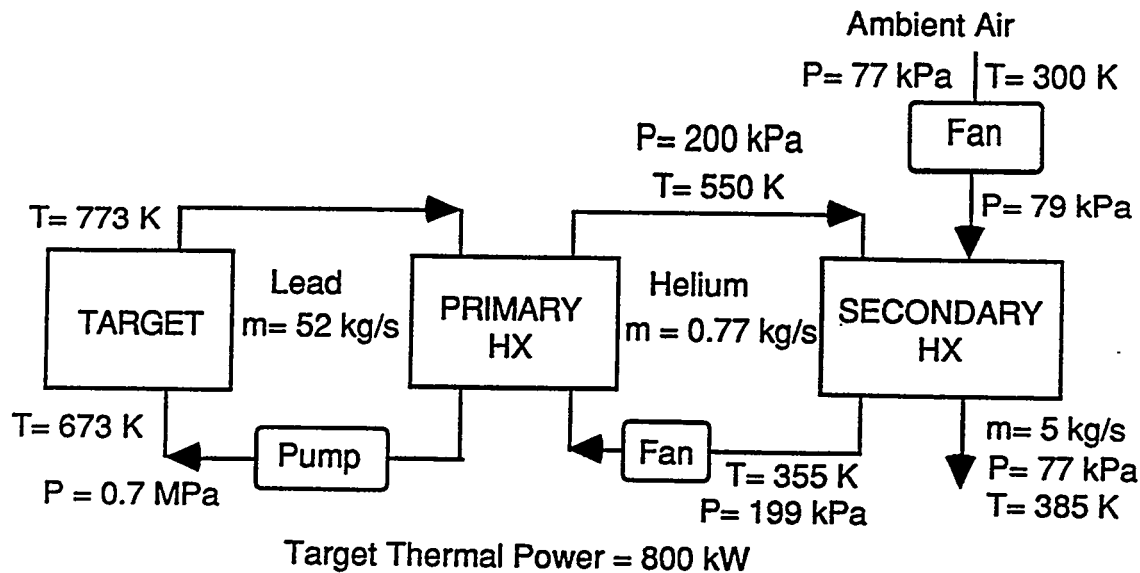 Ambient Air
P= 77 kPa T= 300 K
Fan
P= 200 kPa
T= 550 K
P= 79 kPa
T= 773 K
TARGET
Lead
m= 52 kg/s
PRIMARY
HX
Helium
m = 0.77 kg/s
SECONDARY
HX
T= 673 K
Pump
P = 0.7 MPa
Fan
T= 355 K
P= 199 kPa
m= 5 kg/s
P= 77 kPa
T= 385 K
Target Thermal Power = 800 kW